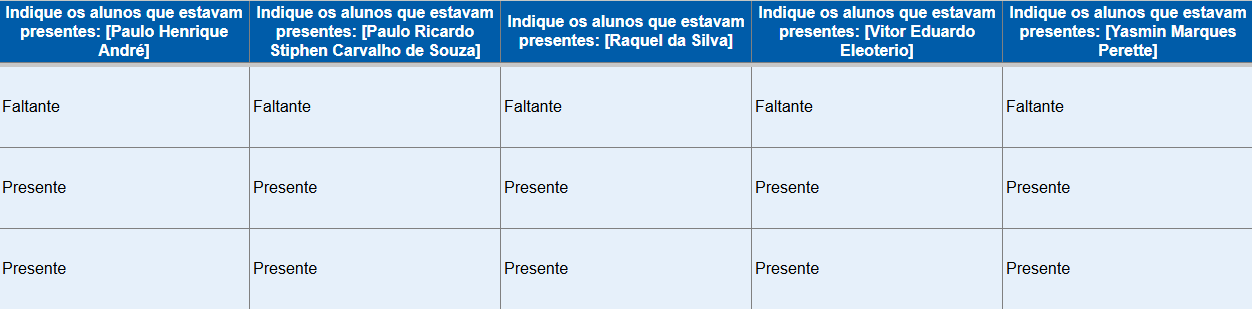 Indique os alunos que estavam
presentes: [Paulo Henrique
André]
Indique os alunos que estavam
presentes: [Paulo Ricardo
Stiphen Carvalho de Souza]
Indique os alunos que estavam
presentes: [Raquel da Silva]
Indique os alunos que estavam
presentes: [Vitor Eduardo
Eleoterio]
Indique os alunos que estavam
presentes: [Yasmin Marques
Perette]
Faltante Faltante Faltante Faltante Faltante
Presente Presente Presente Presente Presente
Presente Presente Presente Presente Presente